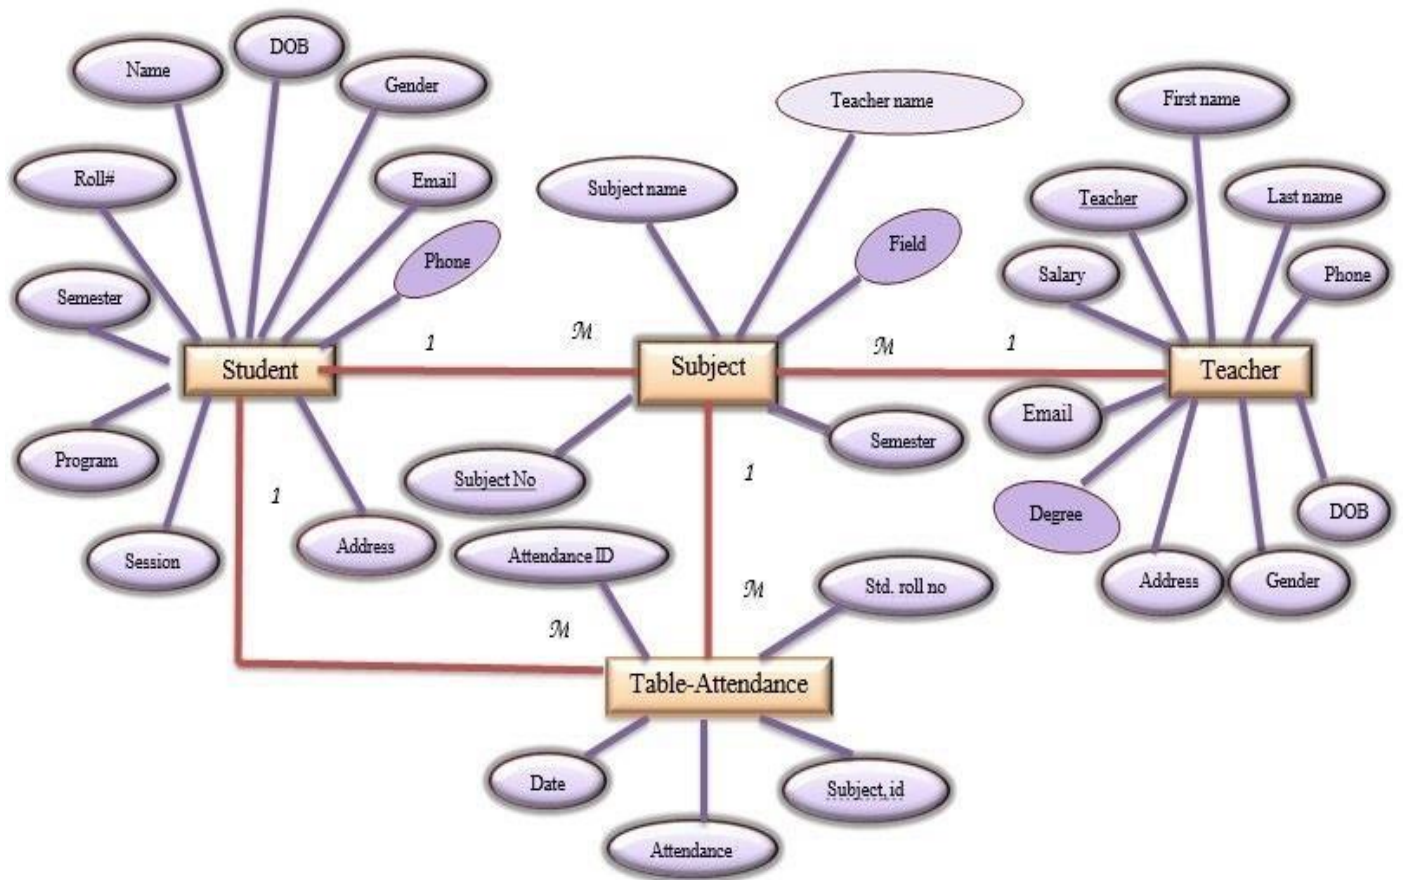 DOB
Name
Gender
Teacher name
First name
Roll#
Email
Subject name
Teacher
Last name
Phone
Field
Semester
Salary
Phone
1
M
M
1
Student
Subject
Teacher
Email
Semester
Program
Subject No
1
1
Degree
DOB
Session
Address
Attendance ID
Address
Gender
Std. roll no
M
M
Table-Attendance
Date
Subject, id
Attendance